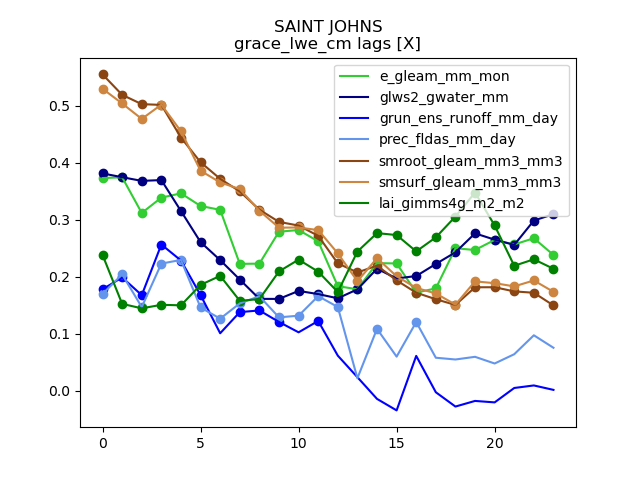 SAINT JOHNS
grace_lwe_cm lags [X]
e_gleam_mm_mon
glws2_gwater_mm
grun_ens_runoff_mm_day
prec_fldas_mm_day
smroot_gleam_mm3_mm3
smsurf_gleam_mm3_mm3
lai_gimms4g_m2_m2
0.5
0.4
0.3
0.2
0.1
0.0
0 5 10 15 20